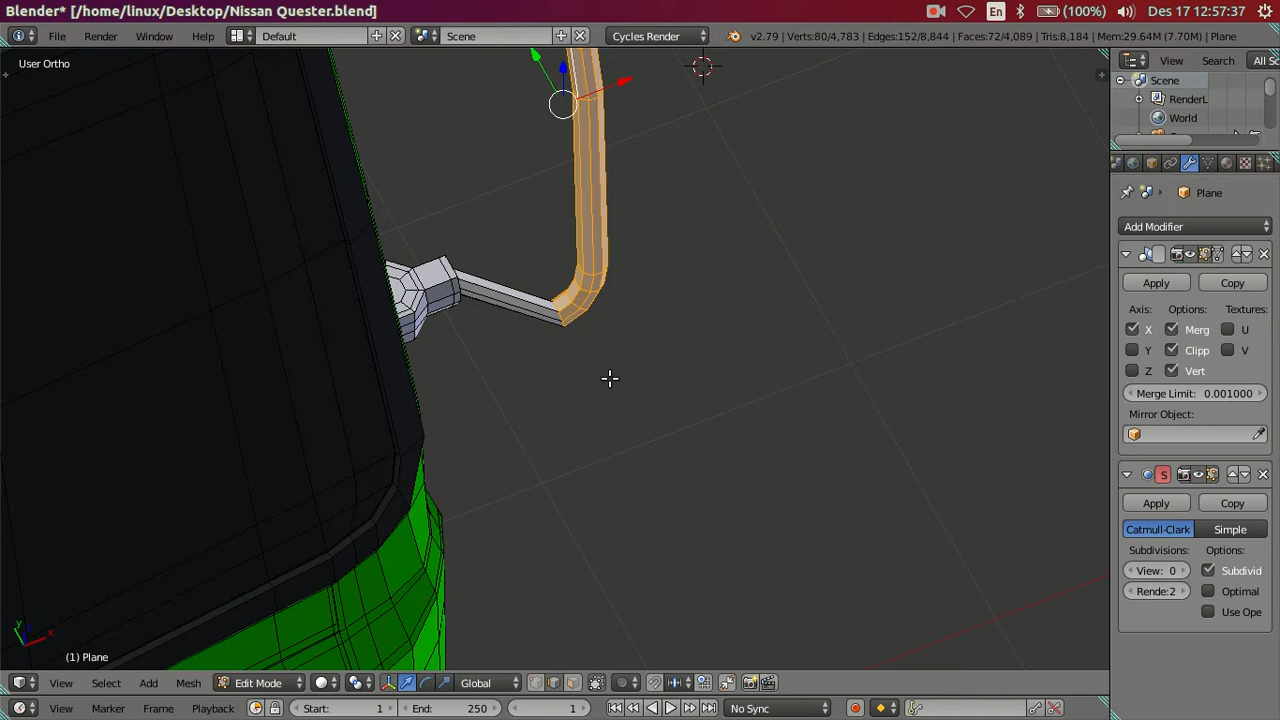 Blender* [/home/linux/Desktop/Nissan Quester.blend] En (100%) Des 17 12:57:37
File Render Window Help Default Scene Cycles Render v2.79 | Verts:80/4,783 | Edges:152/8,844 | Faces:72/4,089 | Tris:8,184 | Mem:29.64M (7.70M) | Plane
User Ortho
View Search All Sc
Scene
RenderL
World
Plane
Add Modifier
Apply Copy
Axis: Options: Textures:
X Merg U
Y Clipp V
Z Vert
Merge Limit: 0.001000
Mirror Object:
S
Apply Copy
Catmull-Clark Simple
Subdivisions: Options:
View: 0 Subdivid
Rende:2 Optimal
Use Ope
z
y x
(1) Plane
View Select Add Mesh Edit Mode Global
View Marker Frame Playback Start: 1 End: 250 1 No Sync